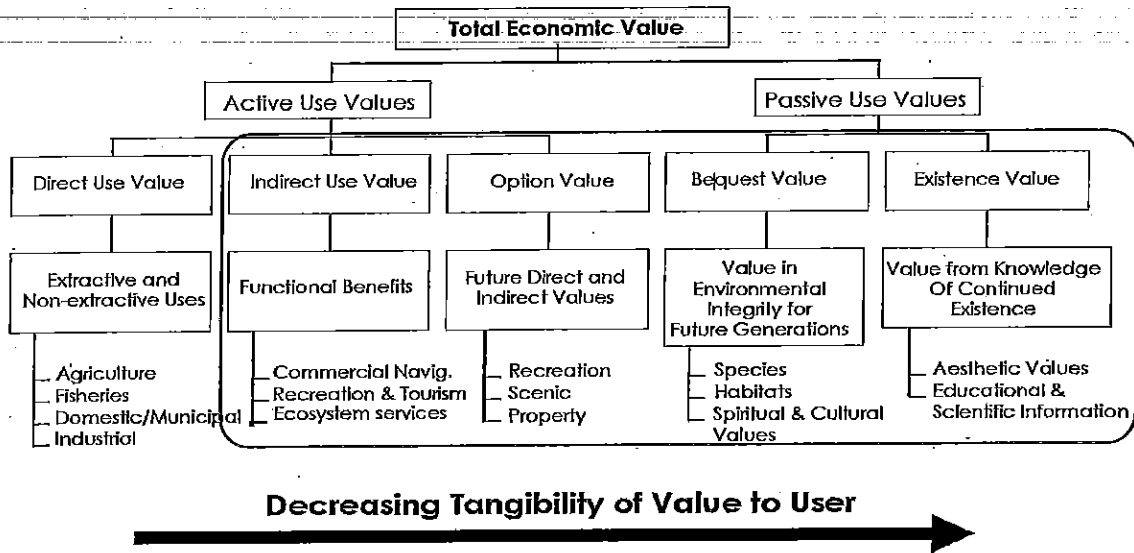 Total Economic Value
Active Use Values
Passive Use Values
Direct Use Value
Indirect Use Value
Option Value
Bequest Value
Existence Value
Extractive and
Non-extractive Uses
Functional Benefits
Future Direct and
Indirect Values
Value in
Environmental
Integrity for
Future Generations
Value from Knowledge
Of Continued
Existence
Agriculture
Fisheries
Domestic/Municipal
Industrial
Commercial Navig.
Recreation & Tourism
Ecosystem services
Recreation
Scenic
Property
Species
Habitats
Spiritual & Cultural
Values
Aesthetic Values
Educational &
Scientific Information
Decreasing Tangibility of Value to User